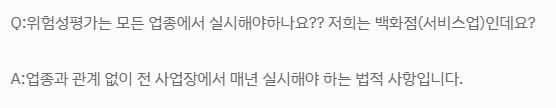 Q:위험성평가는 모든 업종에서 실시해야하나요?? 저희는 백화점(서비스업)인데요?
A:업종과 관계 없이 전 사업장에서 매년 실시해야 하는 법적 사항입니다.